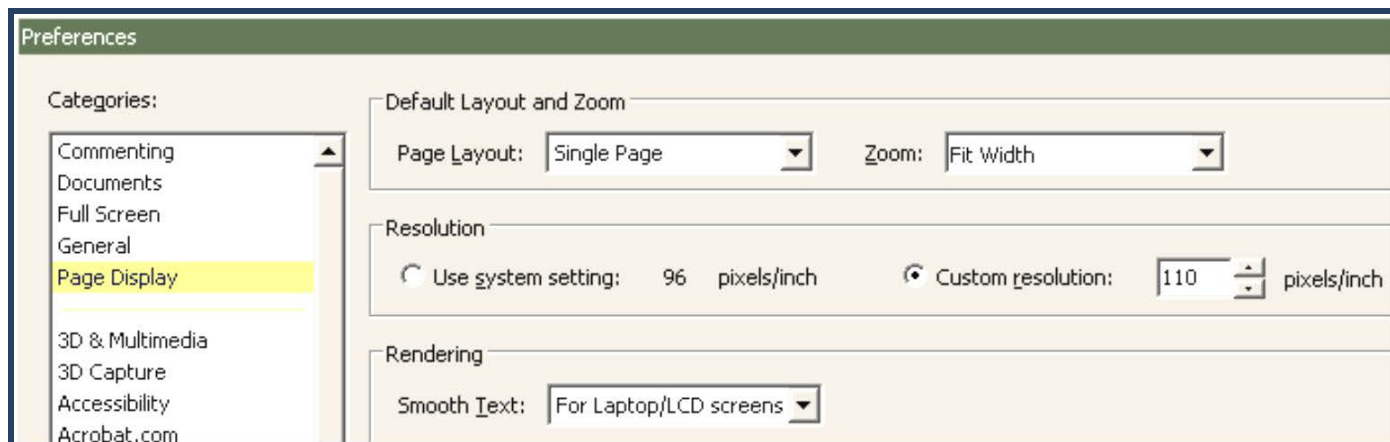 Preferences
Categories:
Commenting
Documents
Full Screen
General
Page Display
3D & Multimedia
3D Capture
Accessibility
Acrobat.com
Default Layout and Zoom
Page Layout: Single Page Zoom: Fit Width
Resolution
Use system setting: 96 pixels/inch Custom resolution: 110 pixels/inch
Rendering
Smooth Text: For Laptop/LCD screens